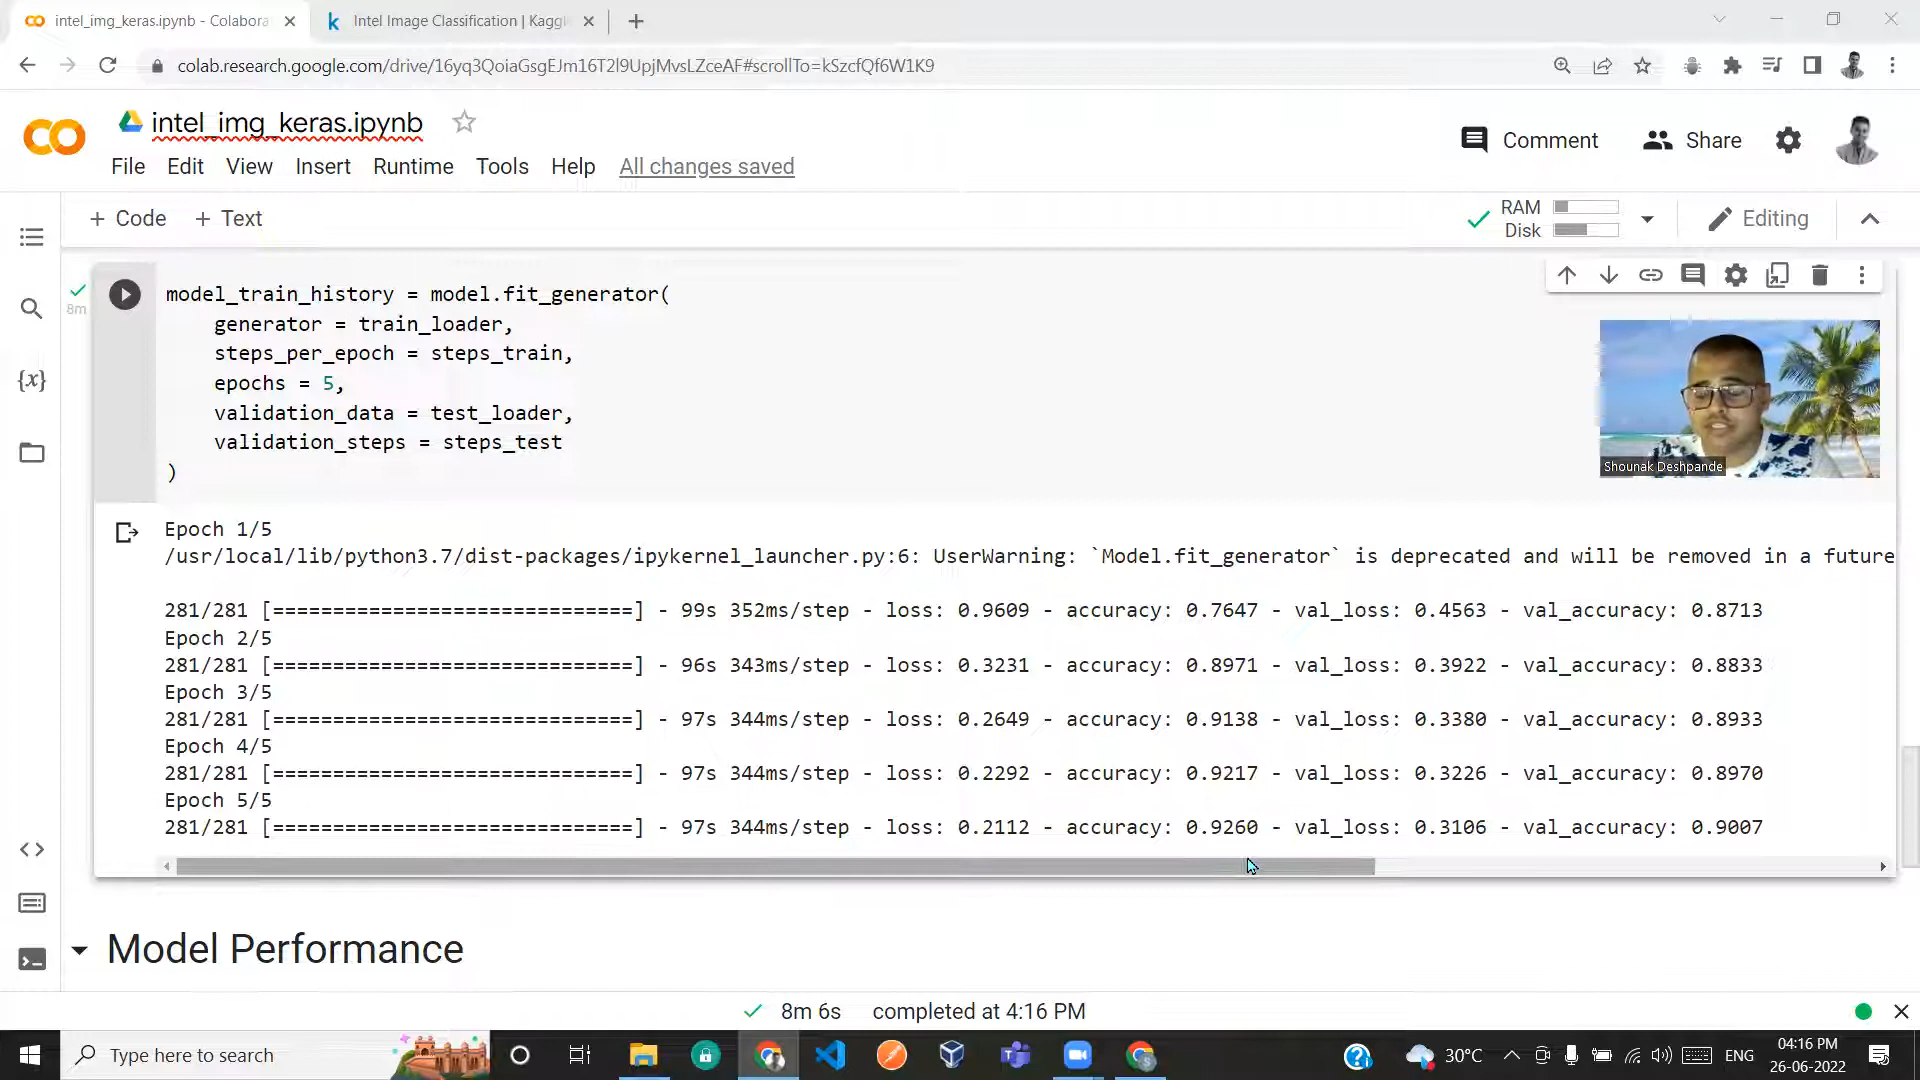 intel_img_keras.ipynb - Colabora
Intel Image Classification | Kaggl
colab.research.google.com/drive/16yq3QoiaGsgEJm16T2l9UpjMvsLZceAF#scrollTo=kSzcfQf6W1K9
intel_img_keras.ipynb
Comment
Share
File Edit View Insert Runtime Tools Help All changes saved
+ Code + Text
RAM
Disk
Editing
8m
model_train_history = model.fit_generator(
generator = train_loader,
steps_per_epoch = steps_train,
epochs = 5,
validation_data = test_loader,
validation_steps = steps_test
)
Shounak Deshpande
Epoch 1/5
/usr/local/lib/python3.7/dist-packages/ipykernel_launcher.py:6: UserWarning: `Model.fit_generator` is deprecated and will be removed in a future
281/281 [==============================] - 99s 352ms/step - loss: 0.9609 - accuracy: 0.7647 - val_loss: 0.4563 - val_accuracy: 0.8713
Epoch 2/5
281/281 [==============================] - 96s 343ms/step - loss: 0.3231 - accuracy: 0.8971 - val_loss: 0.3922 - val_accuracy: 0.8833
Epoch 3/5
281/281 [==============================] - 97s 344ms/step - loss: 0.2649 - accuracy: 0.9138 - val_loss: 0.3380 - val_accuracy: 0.8933
Epoch 4/5
281/281 [==============================] - 97s 344ms/step - loss: 0.2292 - accuracy: 0.9217 - val_loss: 0.3226 - val_accuracy: 0.8970
Epoch 5/5
281/281 [==============================] - 97s 344ms/step - loss: 0.2112 - accuracy: 0.9260 - val_loss: 0.3106 - val_accuracy: 0.9007
Model Performance
8m 6s completed at 4:16 PM
Type here to search
30°C
ENG
04:16 PM
26-06-2022